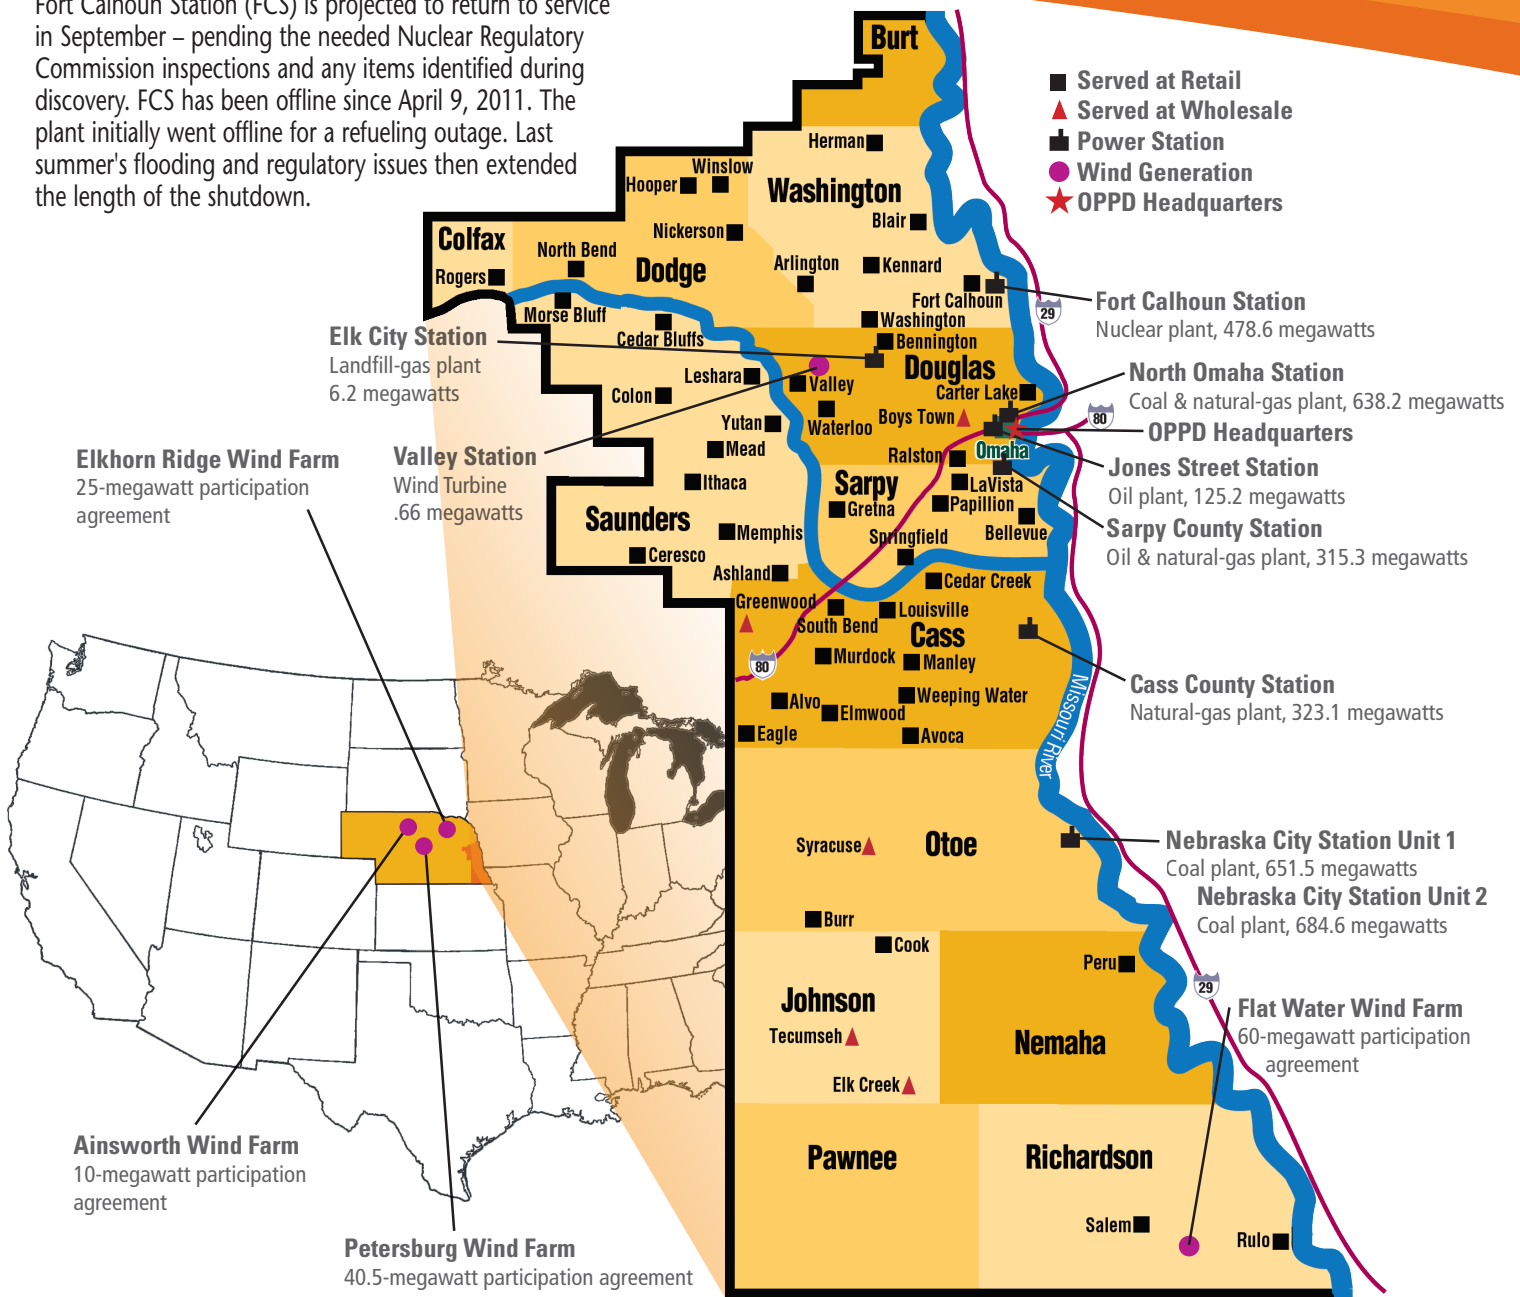 Fort Calhoun Station (FCS) is projected to return to service
in September – pending the needed Nuclear Regulatory
Commission inspections and any items identified during
discovery. FCS has been offline since April 9, 2011. The
plant initially went offline for a refueling outage. Last
summer's flooding and regulatory issues then extended
the length of the shutdown.
Served at Retail
Served at Wholesale
Power Station
Wind Generation
OPPD Headquarters
Burt
Herman
Winslow
Hooper
Washington
Blair
Nickerson
Colfax
North Bend
Dodge
Arlington
Kennard
Rogers
Fort Calhoun
Morse Bluff
Washington
Cedar Bluffs
Bennington
Douglas
Leshara
Valley
Carter Lake
Colon
Boys Town
Yutan
Waterloo
Mead
Ralston
Omaha
Ithaca
Sarpy
LaVista
Papillion
Gretna
Saunders
Memphis
Springfield
Bellevue
Ceresco
Ashland
Cedar Creek
Greenwood
Louisville
South Bend
Cass
Murdock
Manley
Alvo
Weeping Water
Elmwood
Eagle
Avoca
Missouri River
Syracuse
Otoe
Burr
Cook
Peru
Johnson
Tecumseh
Nemaha
Elk Creek
Pawnee
Richardson
Salem
Rulo
29
80
80
29
Fort Calhoun Station
Nuclear plant, 478.6 megawatts
North Omaha Station
Coal & natural-gas plant, 638.2 megawatts
OPPD Headquarters
Jones Street Station
Oil plant, 125.2 megawatts
Sarpy County Station
Oil & natural-gas plant, 315.3 megawatts
Cass County Station
Natural-gas plant, 323.1 megawatts
Nebraska City Station Unit 1
Coal plant, 651.5 megawatts
Nebraska City Station Unit 2
Coal plant, 684.6 megawatts
Flat Water Wind Farm
60-megawatt participation
agreement
Elk City Station
Landfill-gas plant
6.2 megawatts
Valley Station
Wind Turbine
.66 megawatts
Elkhorn Ridge Wind Farm
25-megawatt participation
agreement
Ainsworth Wind Farm
10-megawatt participation
agreement
Petersburg Wind Farm
40.5-megawatt participation agreement